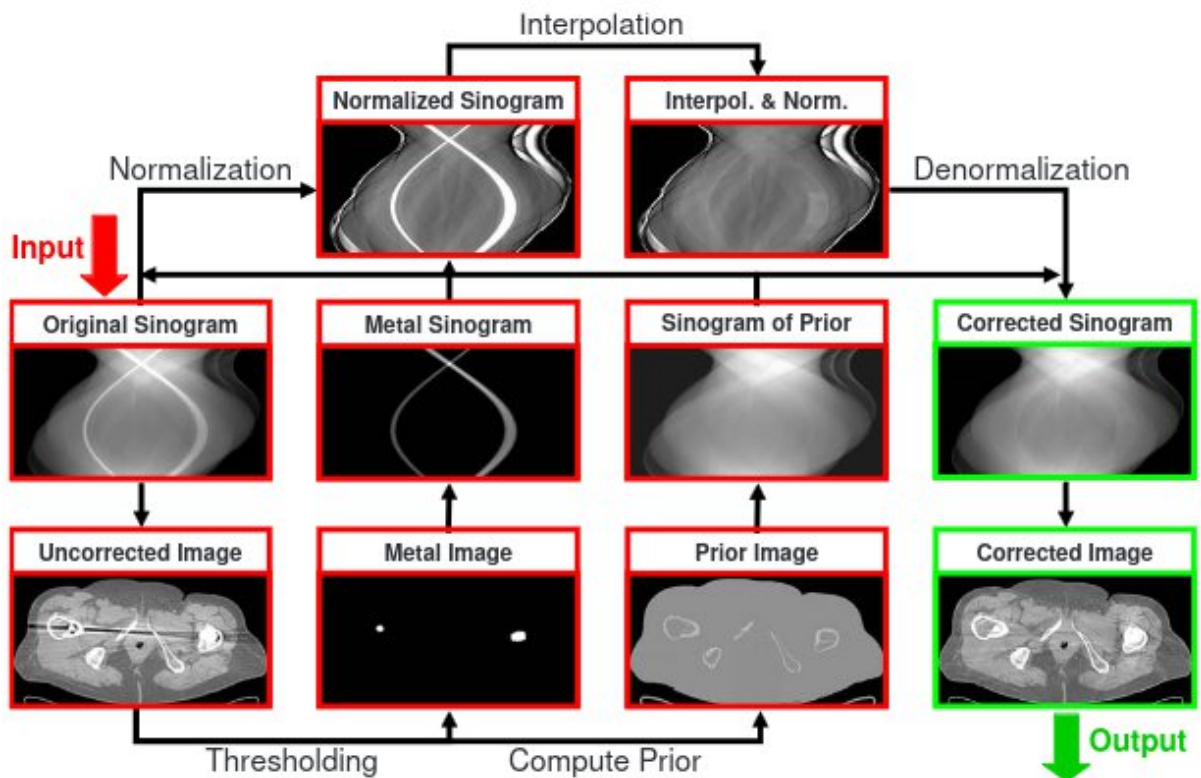 Interpolation
Normalized Sinogram
Interpol. & Norm.
Normalization
Denormalization
Input
Original Sinogram
Metal Sinogram
Sinogram of Prior
Corrected Sinogram
Uncorrected Image
Metal Image
Prior Image
Corrected Image
Thresholding
Compute Prior
Output